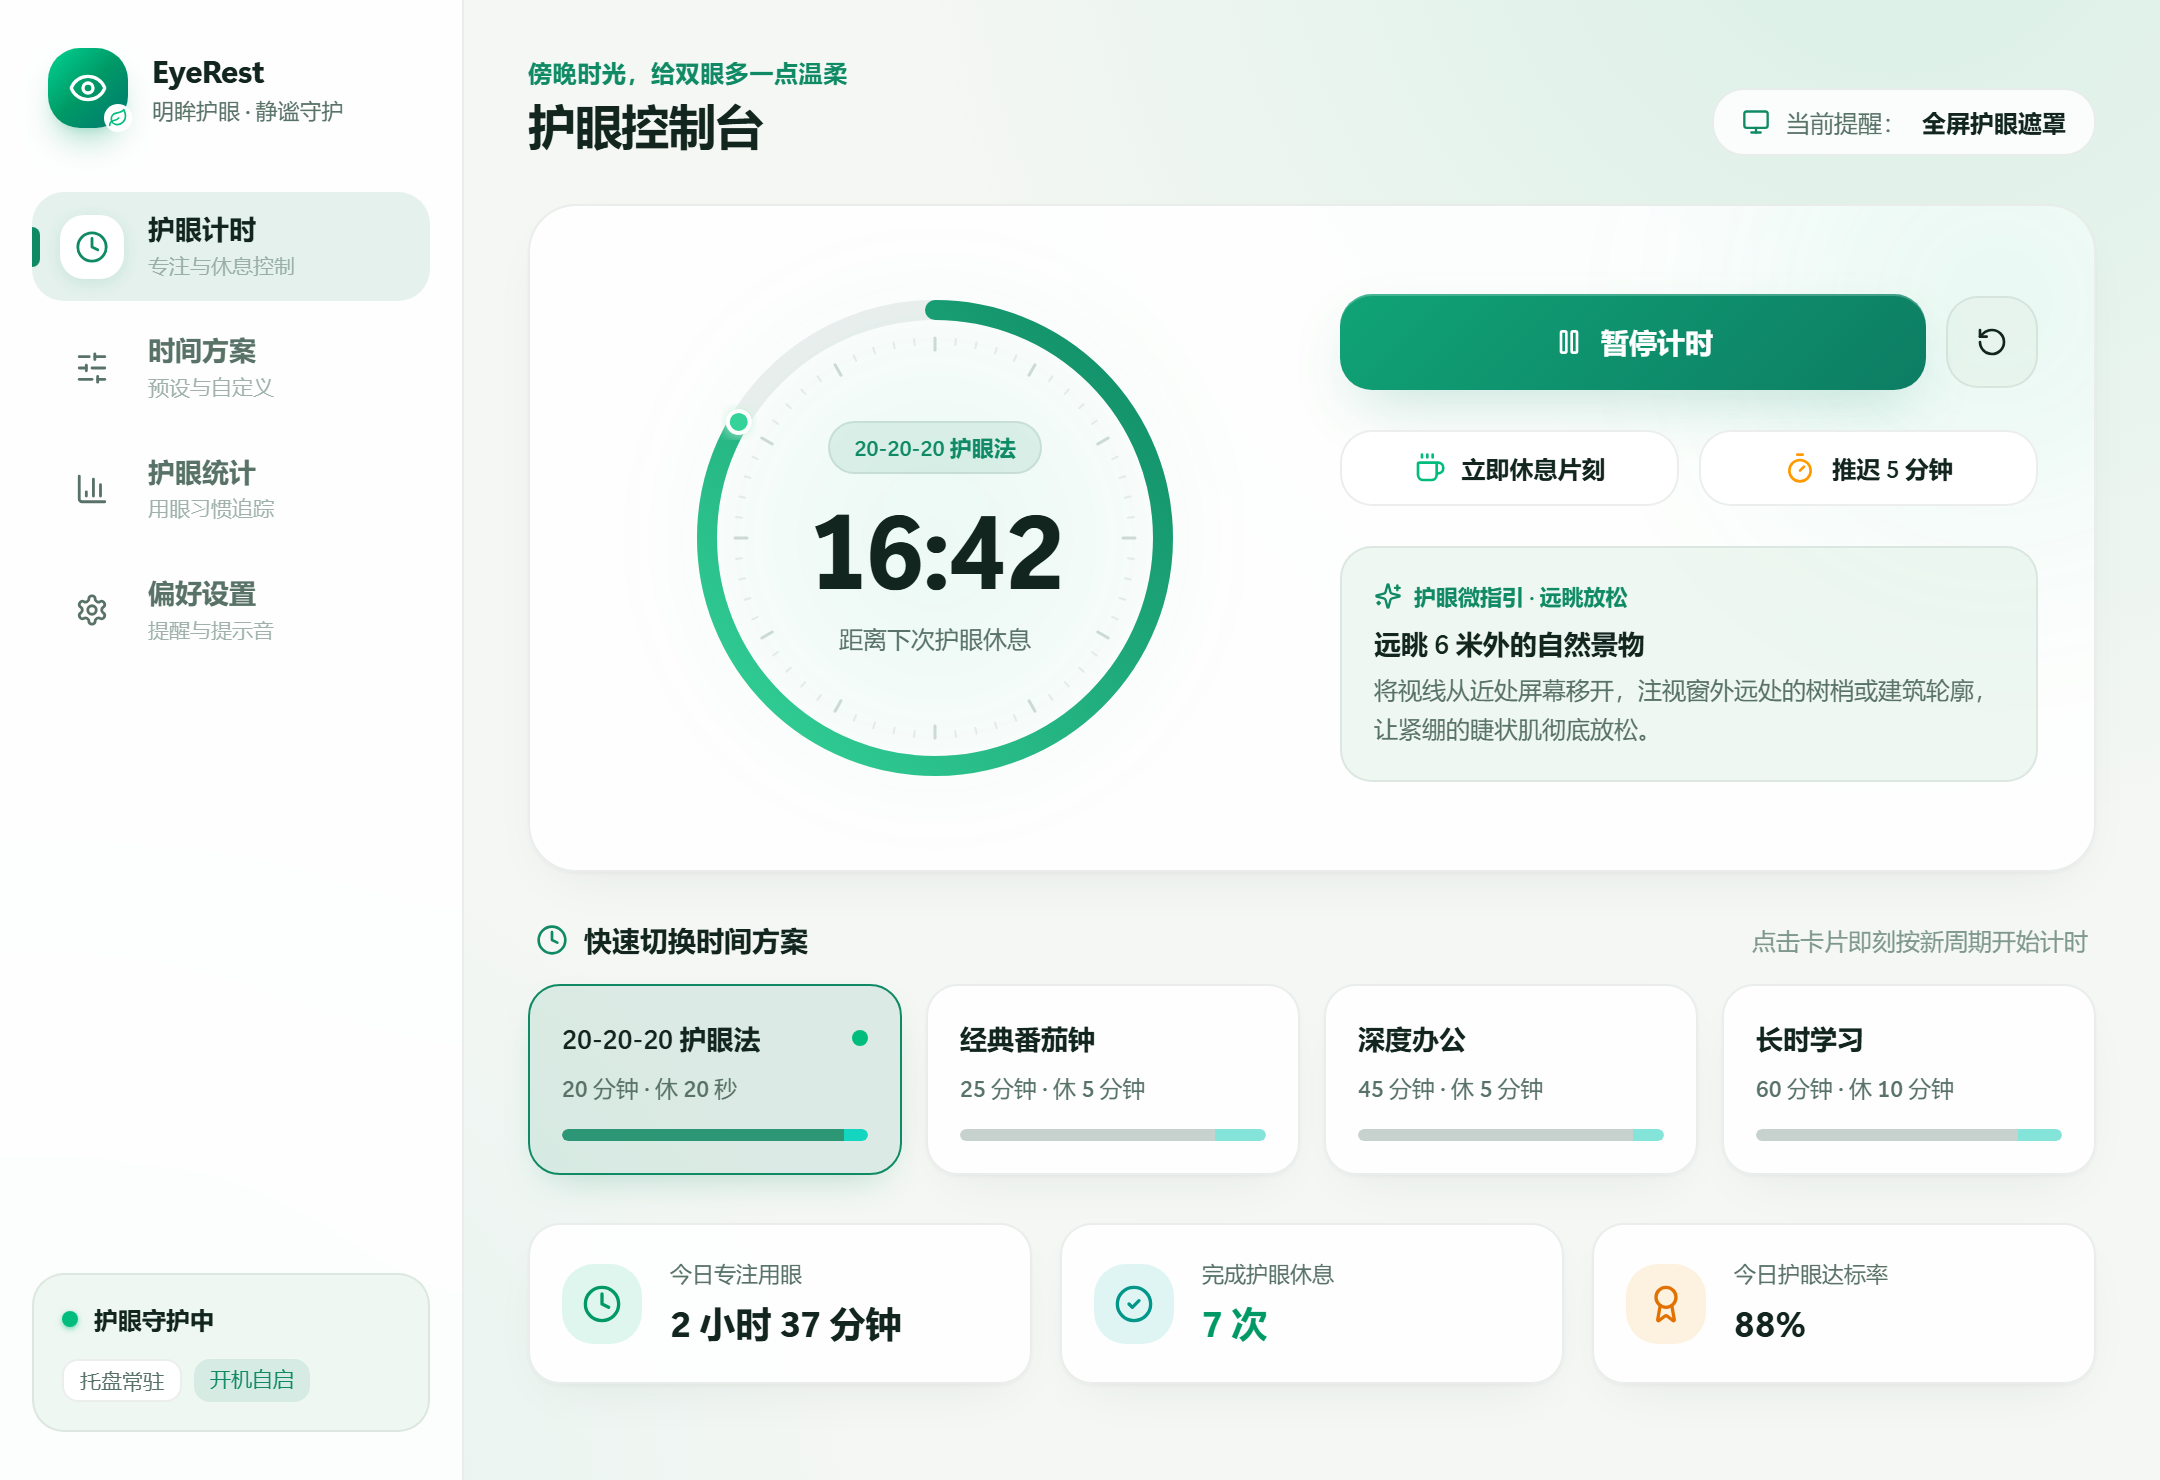 EyeRest
明眸护眼 · 静谧守护
护眼计时
专注与休息控制
时间方案
预设与自定义
护眼统计
用眼习惯追踪
偏好设置
提醒与提示音
护眼守护中
托盘常驻
开机自启
傍晚时光，给双眼多一点温柔
护眼控制台
当前提醒： 全屏护眼遮罩
20-20-20 护眼法
16:42
距离下次护眼休息
暂停计时
立即休息片刻
推迟 5 分钟
护眼微指引 · 远眺放松
远眺 6 米外的自然景物
将视线从近处屏幕移开，注视窗外远处的树梢或建筑轮廓，
让紧绷的睫状肌彻底放松。
快速切换时间方案
点击卡片即刻按新周期开始计时
20-20-20 护眼法
20 分钟 · 休 20 秒
经典番茄钟
25 分钟 · 休 5 分钟
深度办公
45 分钟 · 休 5 分钟
长时学习
60 分钟 · 休 10 分钟
今日专注用眼
2 小时 37 分钟
完成护眼休息
7 次
今日护眼达标率
88%